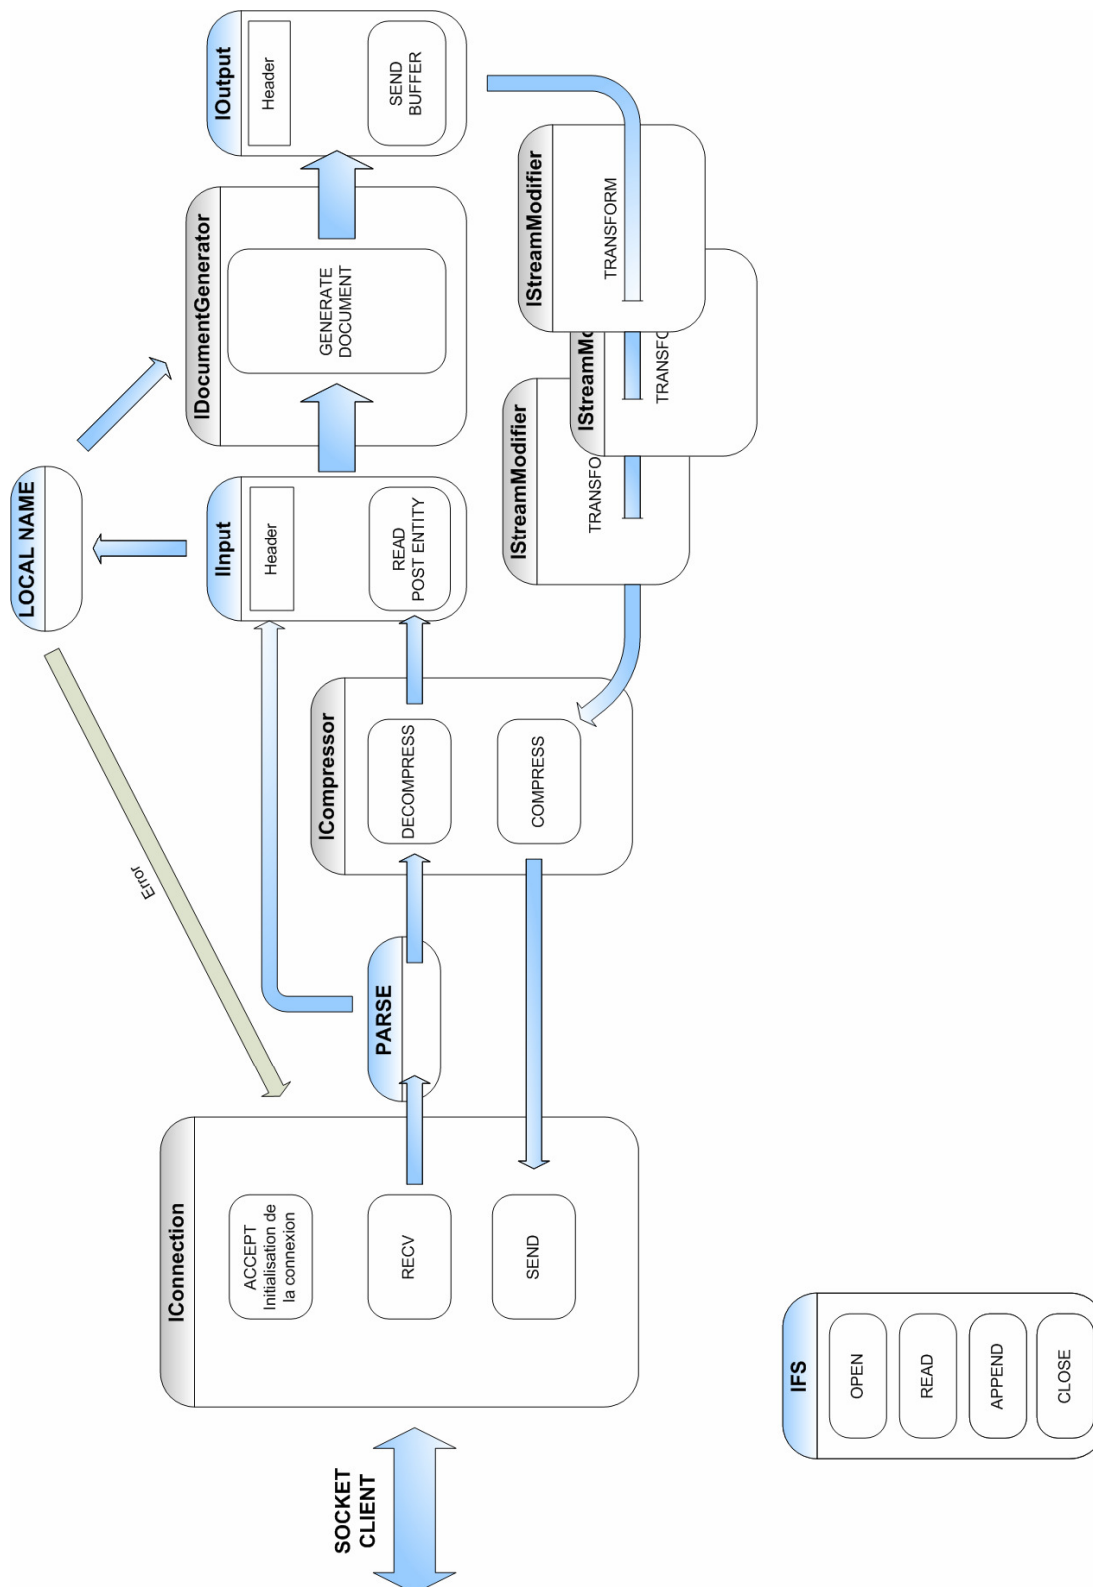 SOCKET
CLIENT
IConnection
ACCEPT
Initialisation de
la connexion
RECV
SEND
Error
PARSE
ICompressor
DECOMPRESS
COMPRESS
LOCAL NAME
IInput
Header
READ
POST ENTITY
IDocumentGenerator
GENERATE
DOCUMENT
IOutput
Header
SEND
BUFFER
IStreamModifier
TRANSFORM
IStreamMo
TRANSFO
IStreamModifier
TRANSFO
IFS
OPEN
READ
APPEND
CLOSE